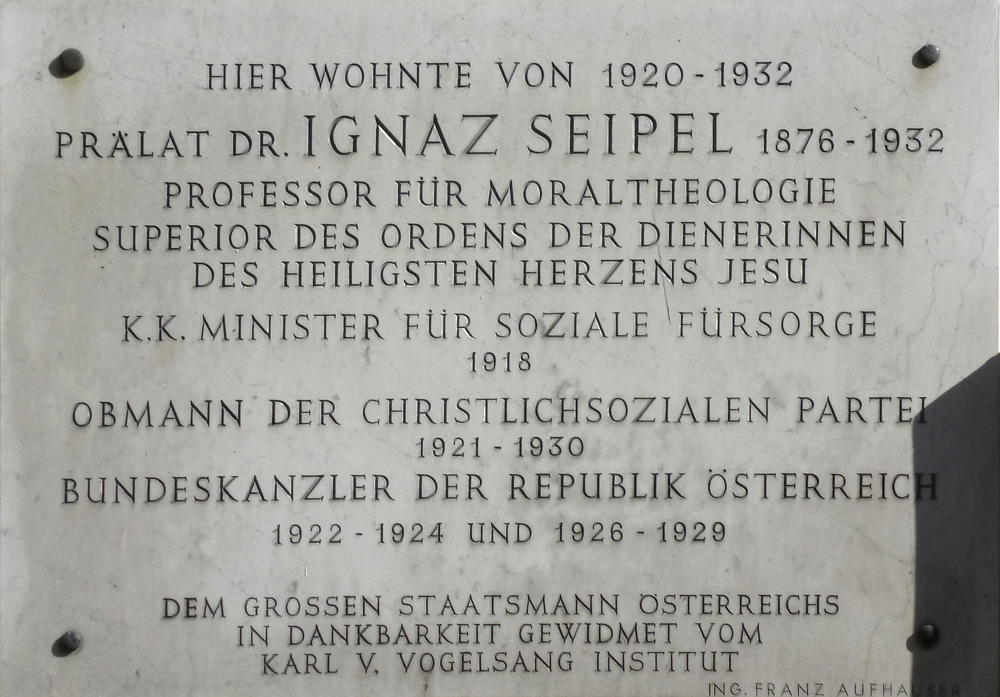 HIER WOHNTE VON 1920-1932
PRÄLAT DR. IGNAZ SEIPEL 1876-1932
PROFESSOR FÜR MORALTHEOLOGIE
SUPERIOR DES ORDENS DER DIENERINNEN
DES HEILIGSTEN HERZENS JESU
K.K. MINISTER FÜR SOZIALE FÜRSORGE
1918
OBMANN DER CHRISTLICHSOZIALEN PARTEI
1921-1930
BUNDESKANZLER DER REPUBLIK ÖSTERREICH
1922-1924 UND 1926-1929
DEM GROSSEN STAATSMANN ÖSTERREICHS
IN DANKBARKEIT GEWIDMET VOM
KARL V. VOGELSANG INSTITUT
ING. FRANZ AUFHAUSER